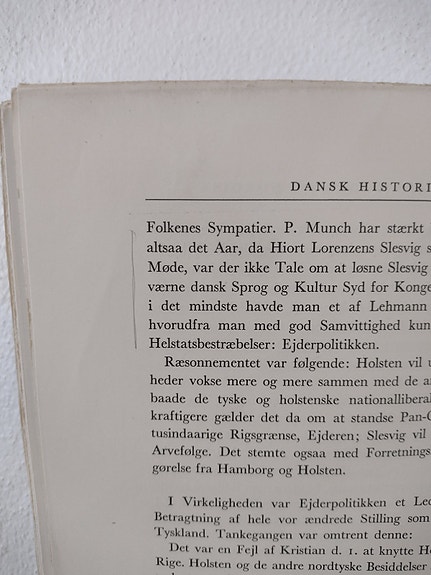 DANSK HISTORI
Folkenes Sympatier. P. Munch har stærkt
altsaa det Aar, da Hiort Lorenzens Slesvig s
Møde, var der ikke Tale om at løsne Slesvig
værne dansk Sprog og Kultur Syd for Konge
i det mindste havde man et af Lehmann
hvorudfra man med god Samvittighed kun
Helstatsbestræbelser: Ejderpolitikken.
Ræsonnementet var følgende: Holsten vil u
heder vokse mere og mere sammen med de a
baade de tyske og holstenske nationalliberal
kraftigere gælder det da om at standse Pan-G
tusindaarige Rigsgrænse, Ejderen; Slesvig vil
Arvefølge. Det stemte ogsaa med Forretnings
gørelse fra Hamborg og Holsten.
I Virkeligheden var Ejderpolitikken et Led
Betragtning af hele vor ændrede Stilling som
Tyskland. Tankegangen var omtrent denne:
Det var en Fejl af Kristian d. 1. at knytte Ho
Rige. Holsten og de andre nordtyske Besiddelser